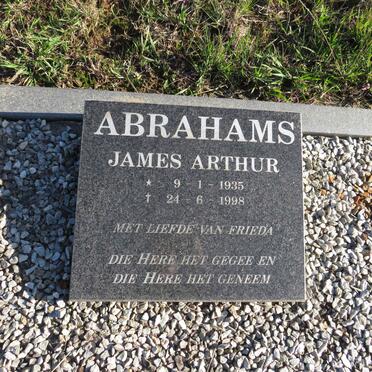 ABRAHAMS
JAMES ARTHUR
★ 9 - 1 - 1935
† 24 - 6 - 1998
MET LIEFDE VAN FRIEDA
DIE HERE HET GEGEE EN
DIE HERE HET GENEEM